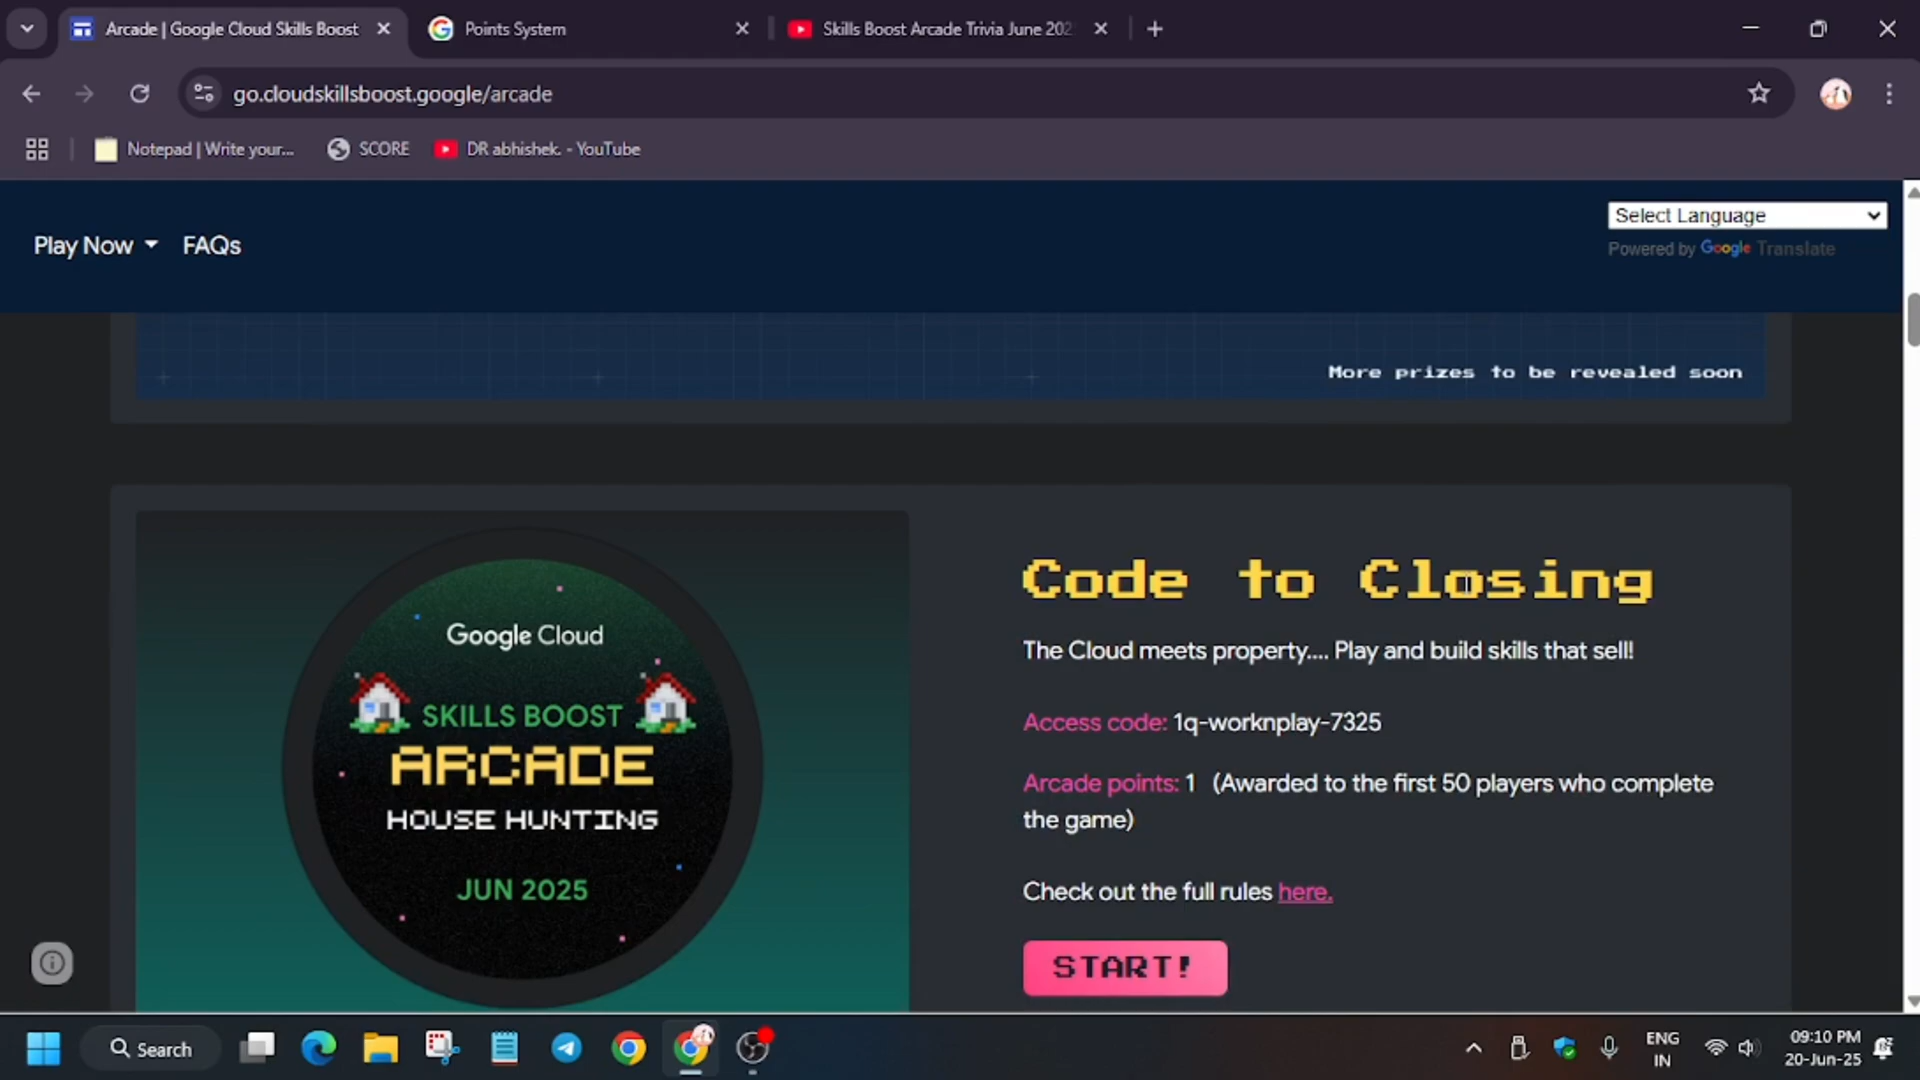 Arcade | Google Cloud Skills Boost
Points System
Skills Boost Arcade Trivia June 202
go.cloudskillsboost.google/arcade
Notepad | Write your...
SCORE
DR abhishek. - YouTube
Play Now
FAQs
Select Language
Powered by Google Translate
More prizes to be revealed soon
Google Cloud
SKILLS BOOST
ARCADE
HOUSE HUNTING
JUN 2025
Code to Closing
The Cloud meets property.... Play and build skills that sell!
Access code: 1q-worknplay-7325
Arcade points: 1 (Awarded to the first 50 players who complete
the game)
Check out the full rules here.
START!
Search
ENG
IN
09:10 PM
20-Jun-25